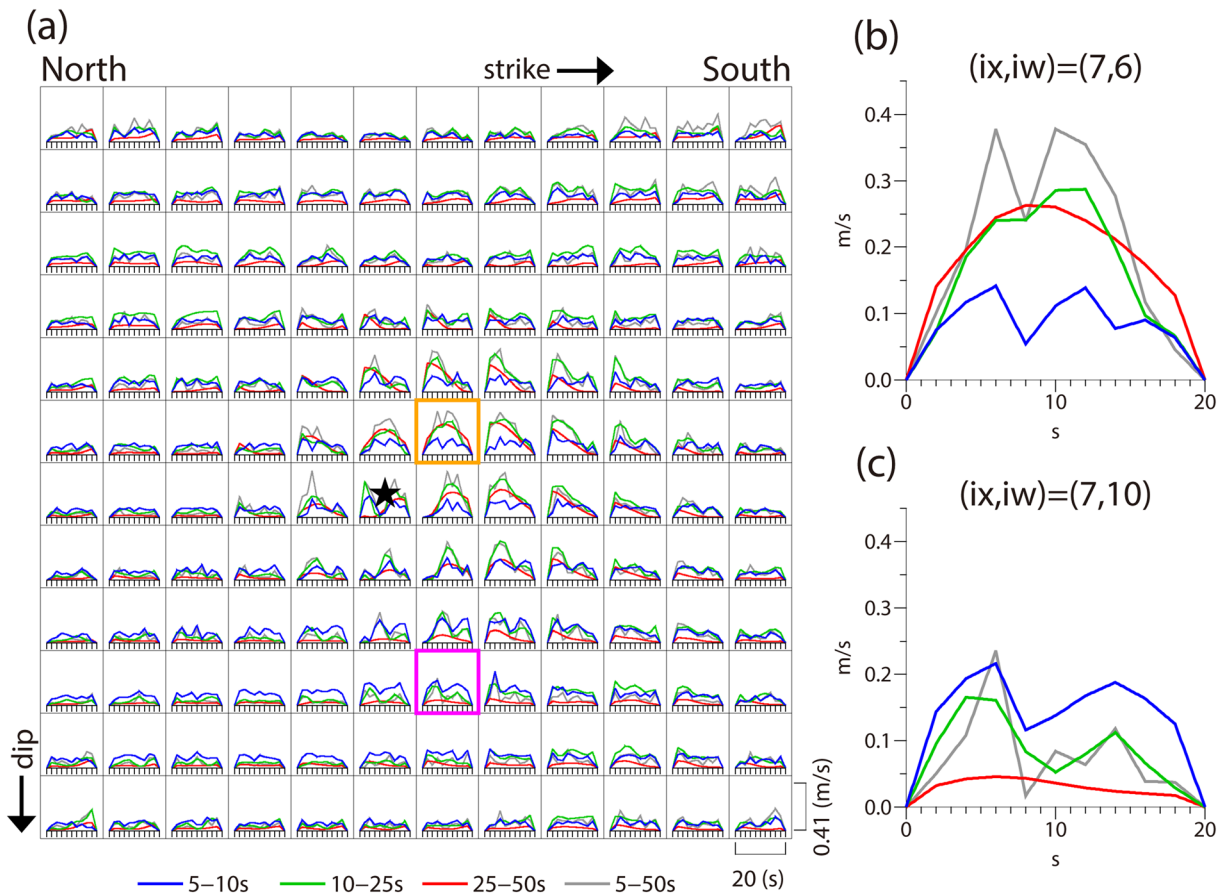 (a)
North
strike
South
dip
0.41 (m/s)
20 (s)
5–10s
10–25s
25–50s
5–50s
(b)
(ix,iw)=(7,6)
0.4
0.3
0.2
0.1
0.0
m/s
0
10
20
s
(c)
(ix,iw)=(7,10)
0.4
0.3
0.2
0.1
0.0
m/s
0
10
20
s